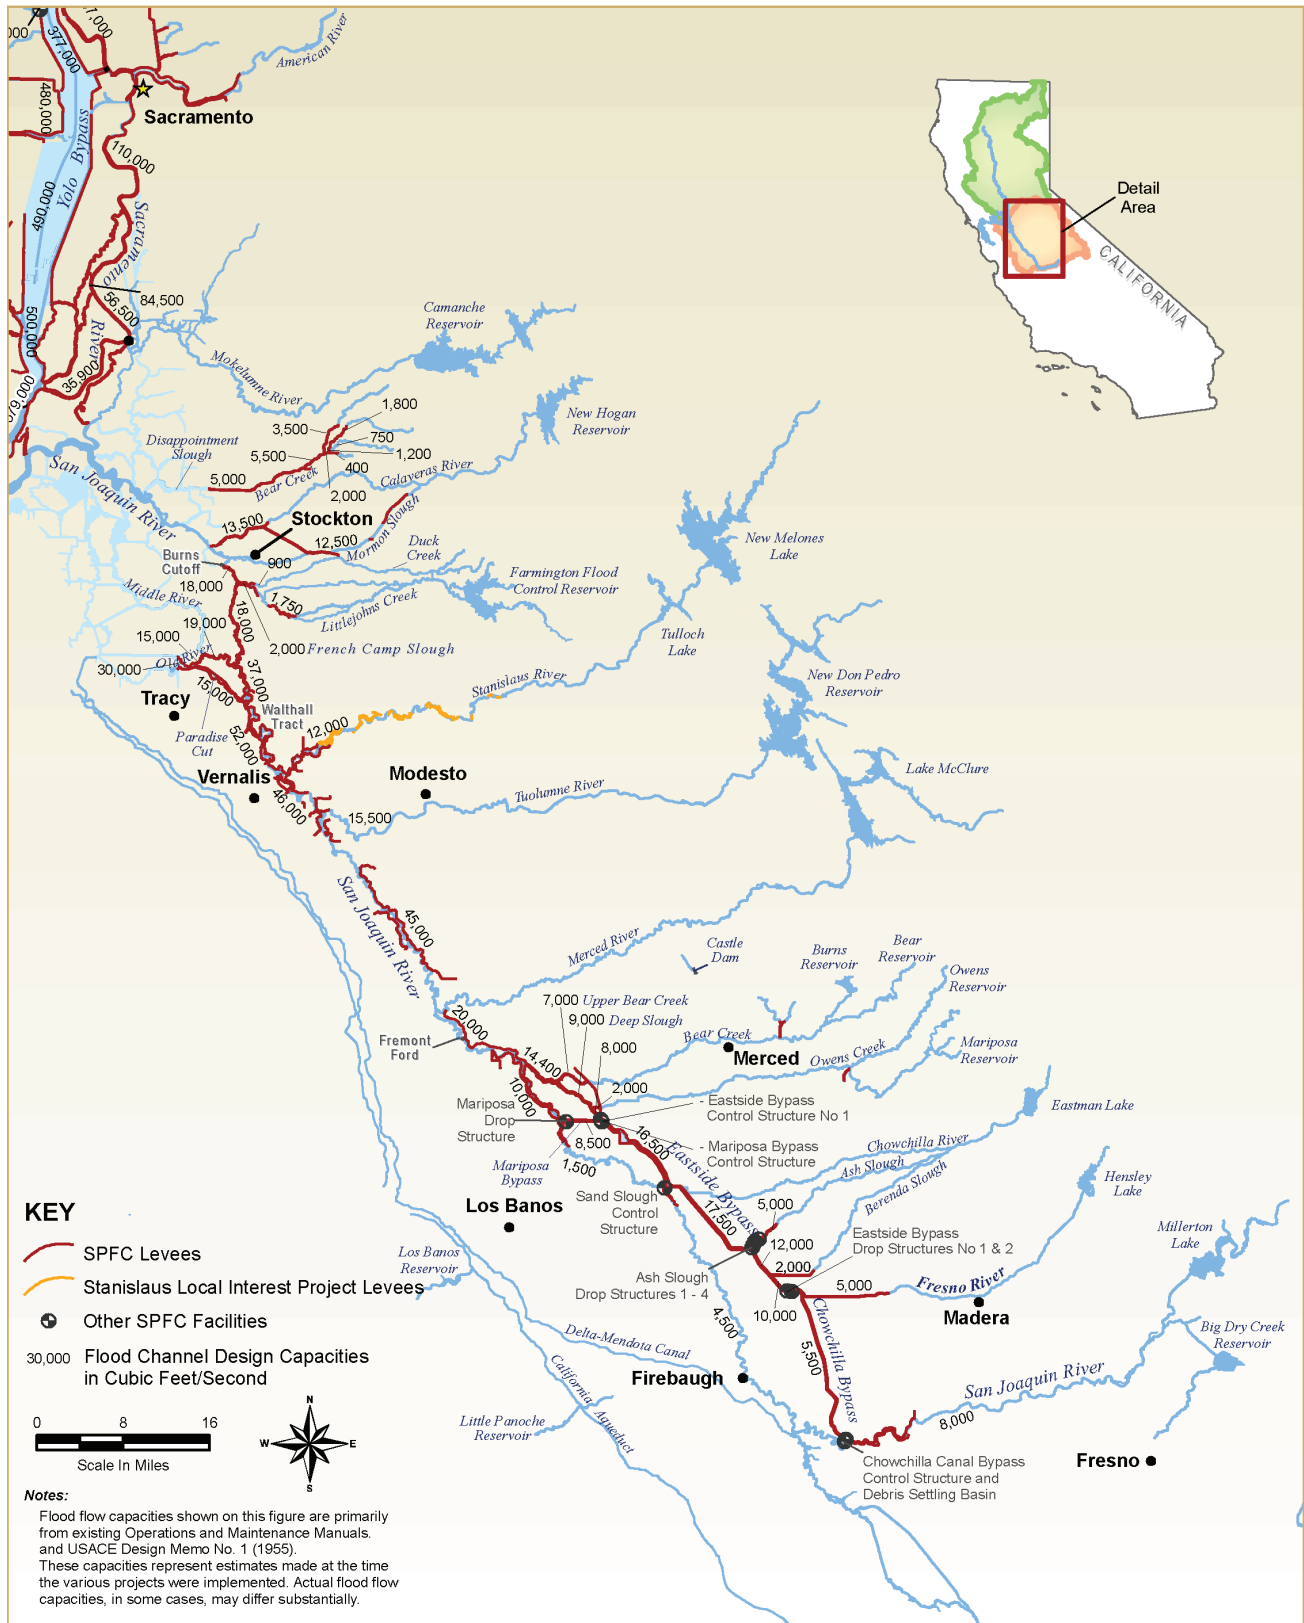 377,000
American River
480,000
Sacramento
Yolo Bypass
110,000
490,000
Sacramento
River
84,500
56,500
500,000
35,900
Detail
Area
CALIFORNIA
Camanche
Reservoir
Mokelumne River
1,800
New Hogan
Reservoir
3,500
750
Disappointment
Slough
5,500
1,200
400
San Joaquin River
5,000
Bear Creek
Calaveras River
2,000
13,500
Stockton
12,500
Mormon Slough
Duck
Creek
New Melones
Lake
Burns
Cutoff
900
18,000
Farmington Flood
Control Reservoir
Middle River
1,750
Littlejohns Creek
19,000
18,000
15,000
2,000
French Camp Slough
Tulloch
Lake
Old River
30,000
37,000
15,000
Tracy
Stanislaus River
New Don Pedro
Reservoir
Walthall
Tract
12,000
Paradise
Cut
52,000
Vernalis
Modesto
Lake McClure
46,000
15,500
Tuolumne River
San Joaquin River
45,000
Merced River
Castle
Dam
Burns
Reservoir
Bear
Reservoir
Owens
Reservoir
7,000
Upper Bear Creek
20,000
9,000
Deep Slough
Fremont
Ford
8,000
Bear Creek
Merced
Mariposa
Reservoir
14,400
Owens Creek
10,000
2,000
Mariposa
Drop
Structure
- Eastside Bypass
Control Structure No 1
Eastman Lake
8,500
16,500
- Mariposa Bypass
Control Structure
Chowchilla River
Mariposa
Bypass
1,500
Eastside Bypass
Ash Slough
Berenda Slough
Hensley
Lake
Sand Slough
Control
Structure
Los Banos
17,500
5,000
Millerton
Lake
Eastside Bypass
Drop Structures No 1 & 2
12,000
Los Banos
Reservoir
Ash Slough
Drop Structures 1 - 4
2,000
5,000
Fresno River
10,000
Madera
4,500
Chowchilla Bypass
Delta-Mendota Canal
5,500
Big Dry Creek
Reservoir
California Aqueduct
Firebaugh
San Joaquin River
Little Panoche
Reservoir
8,000
Chowchilla Canal Bypass
Control Structure and
Debris Settling Basin
Fresno
KEY
SPFC Levees
Stanislaus Local Interest Project Levees
Other SPFC Facilities
30,000
Flood Channel Design Capacities
in Cubic Feet/Second
0 8 16
Scale In Miles
N
W E
S
Notes:
Flood flow capacities shown on this figure are primarily
from existing Operations and Maintenance Manuals.
and USACE Design Memo No. 1 (1955).
These capacities represent estimates made at the time
the various projects were implemented. Actual flood flow
capacities, in some cases, may differ substantially.